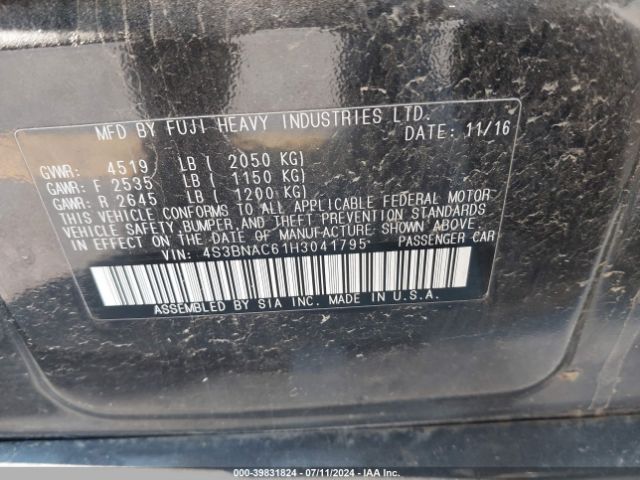 MFD BY FUJI HEAVY INDUSTRIES LTD.
DATE: 11/16
GVWR: 4519 LB ( 2050 KG)
GAWR: F 2535 LB ( 1150 KG)
GAWR: R 2645 LB ( 1200 KG)
THIS VEHICLE CONFORMS TO ALL APPLICABLE FEDERAL MOTOR
VEHICLE SAFETY, BUMPER, AND THEFT PREVENTION STANDARDS
IN EFFECT ON THE DATE OF MANUFACTURE SHOWN ABOVE.
VIN: 4S3BNAC61H3041795 PASSENGER CAR
ASSEMBLED BY SIA INC. MADE IN U.S.A.
000-39831824 / 07/11/2024 - IAA Inc.